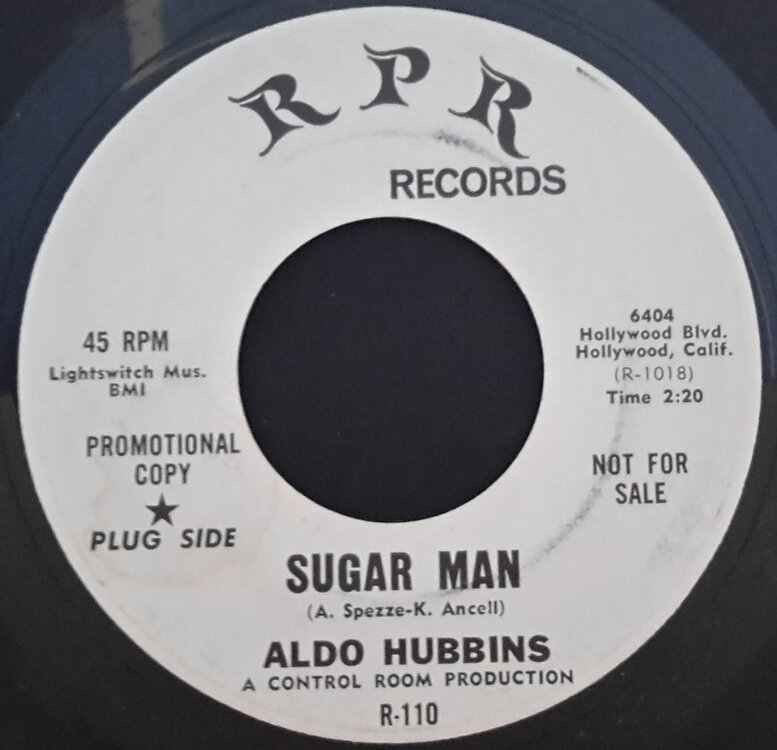 RPR
RECORDS
45 RPM
Lightswitch Mus.
BMI
6404
Hollywood Blvd.
Hollywood, Calif.
(R-1018)
Time 2:20
PROMOTIONAL
COPY
★
PLUG SIDE
NOT FOR
SALE
SUGAR MAN
(A. Spezze-K. Ancell)
ALDO HUBBINS
A CONTROL ROOM PRODUCTION
R-110